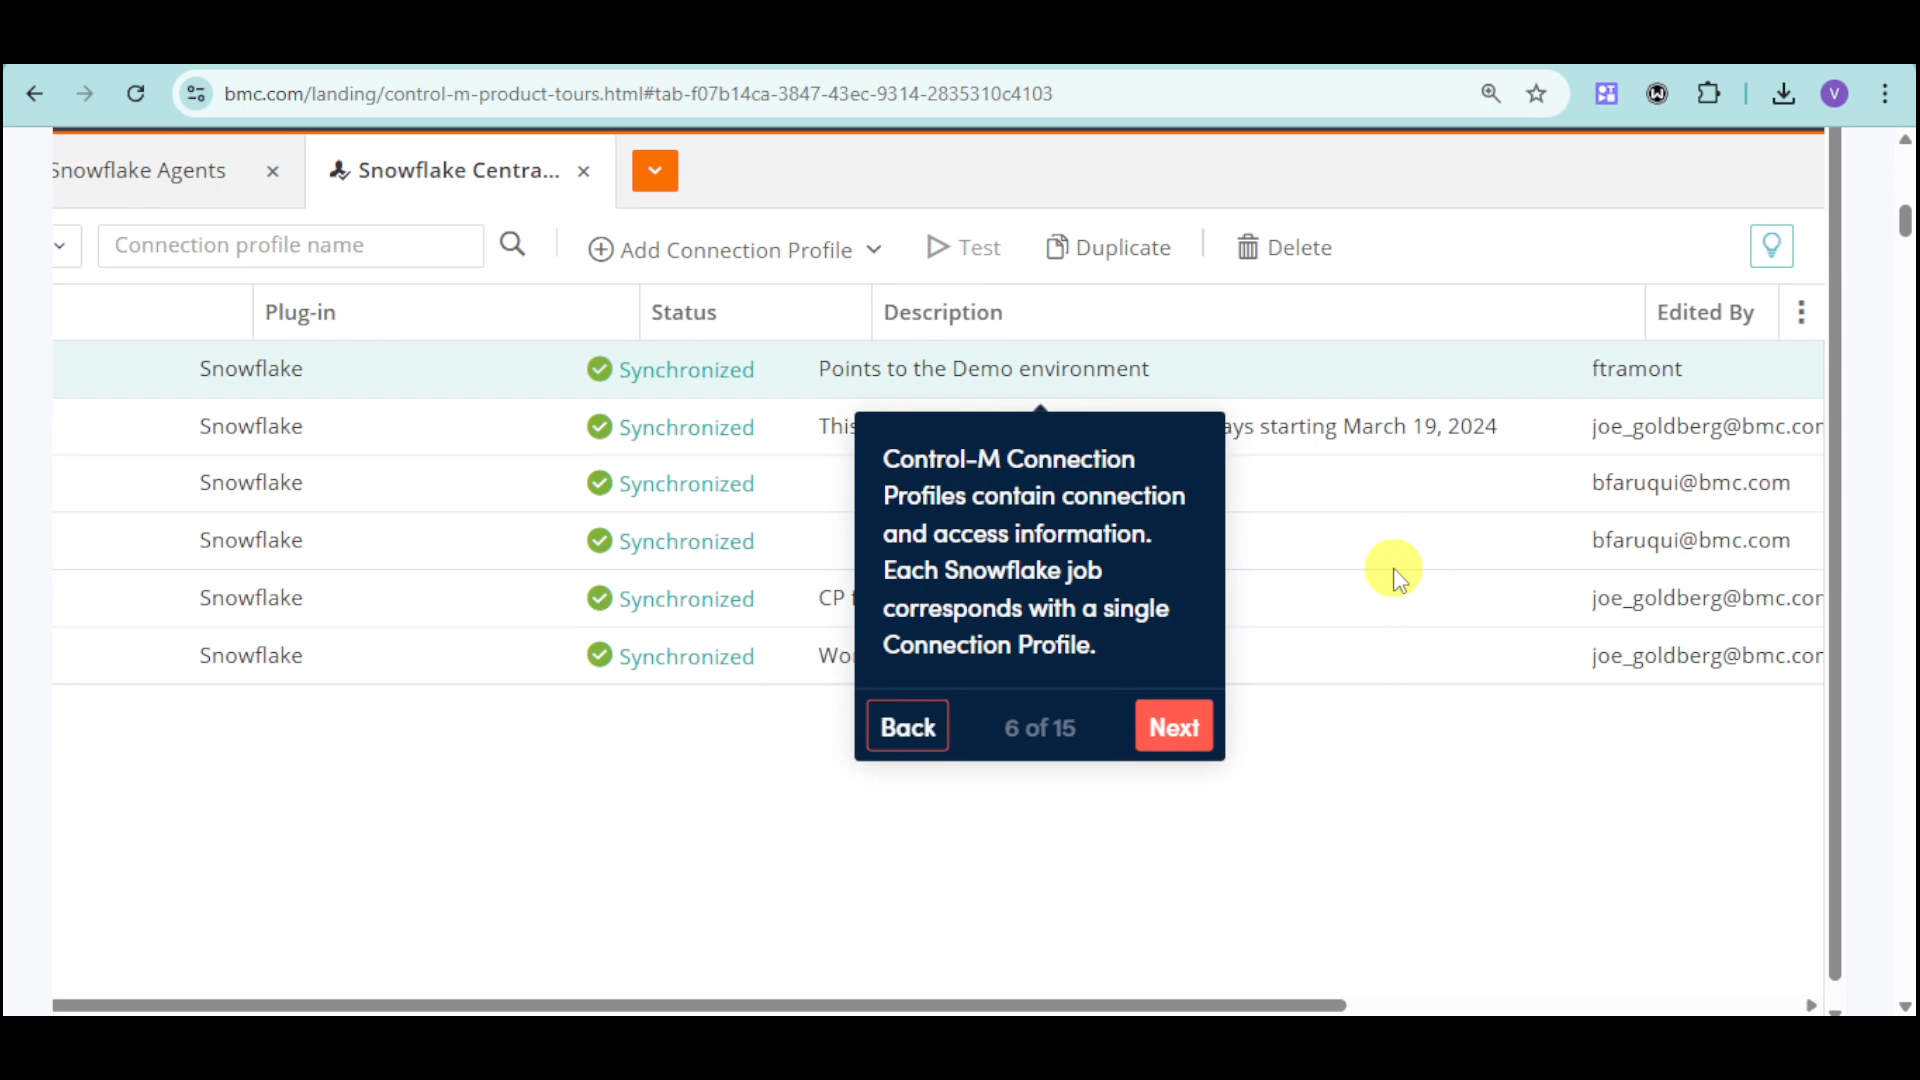 bmc.com/landing/control-m-product-tours.html#tab-f07b14ca-3847-43ec-9314-2835310c4103
V
Snowflake Agents
Snowflake Centra...
Connection profile name
Add Connection Profile
Test
Duplicate
Delete
Plug-in Status Description Edited By
Snowflake Synchronized Points to the Demo environment ftramont
Snowflake Synchronized This ays starting March 19, 2024 joe_goldberg@bmc.cor
Snowflake Synchronized bfaruqui@bmc.com
Snowflake Synchronized bfaruqui@bmc.com
Snowflake Synchronized CP joe_goldberg@bmc.cor
Snowflake Synchronized Wor joe_goldberg@bmc.cor
Control-M Connection
Profiles contain connection
and access information.
Each Snowflake job
corresponds with a single
Connection Profile.
Back 6 of 15 Next